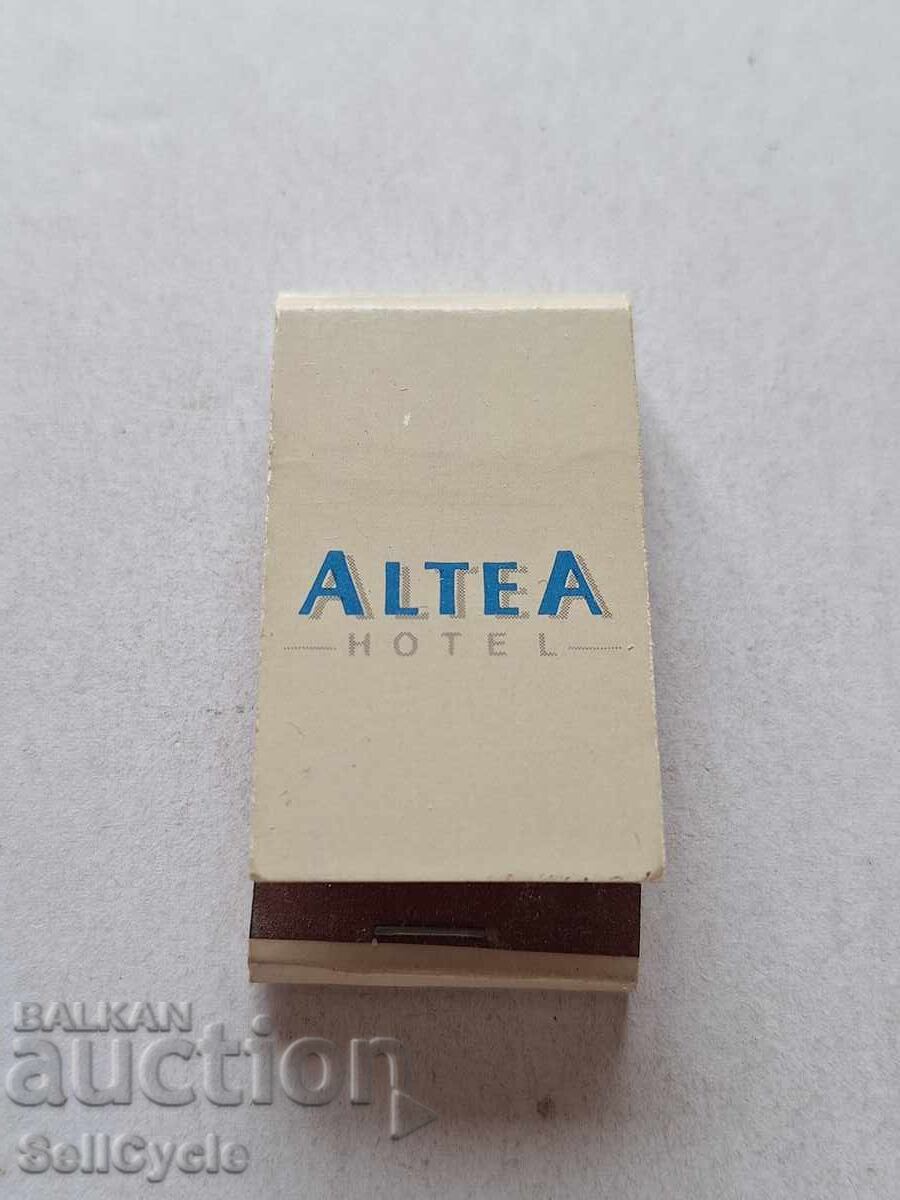 ALTEA
HOTEL
BALKAN
auction
SellCycle